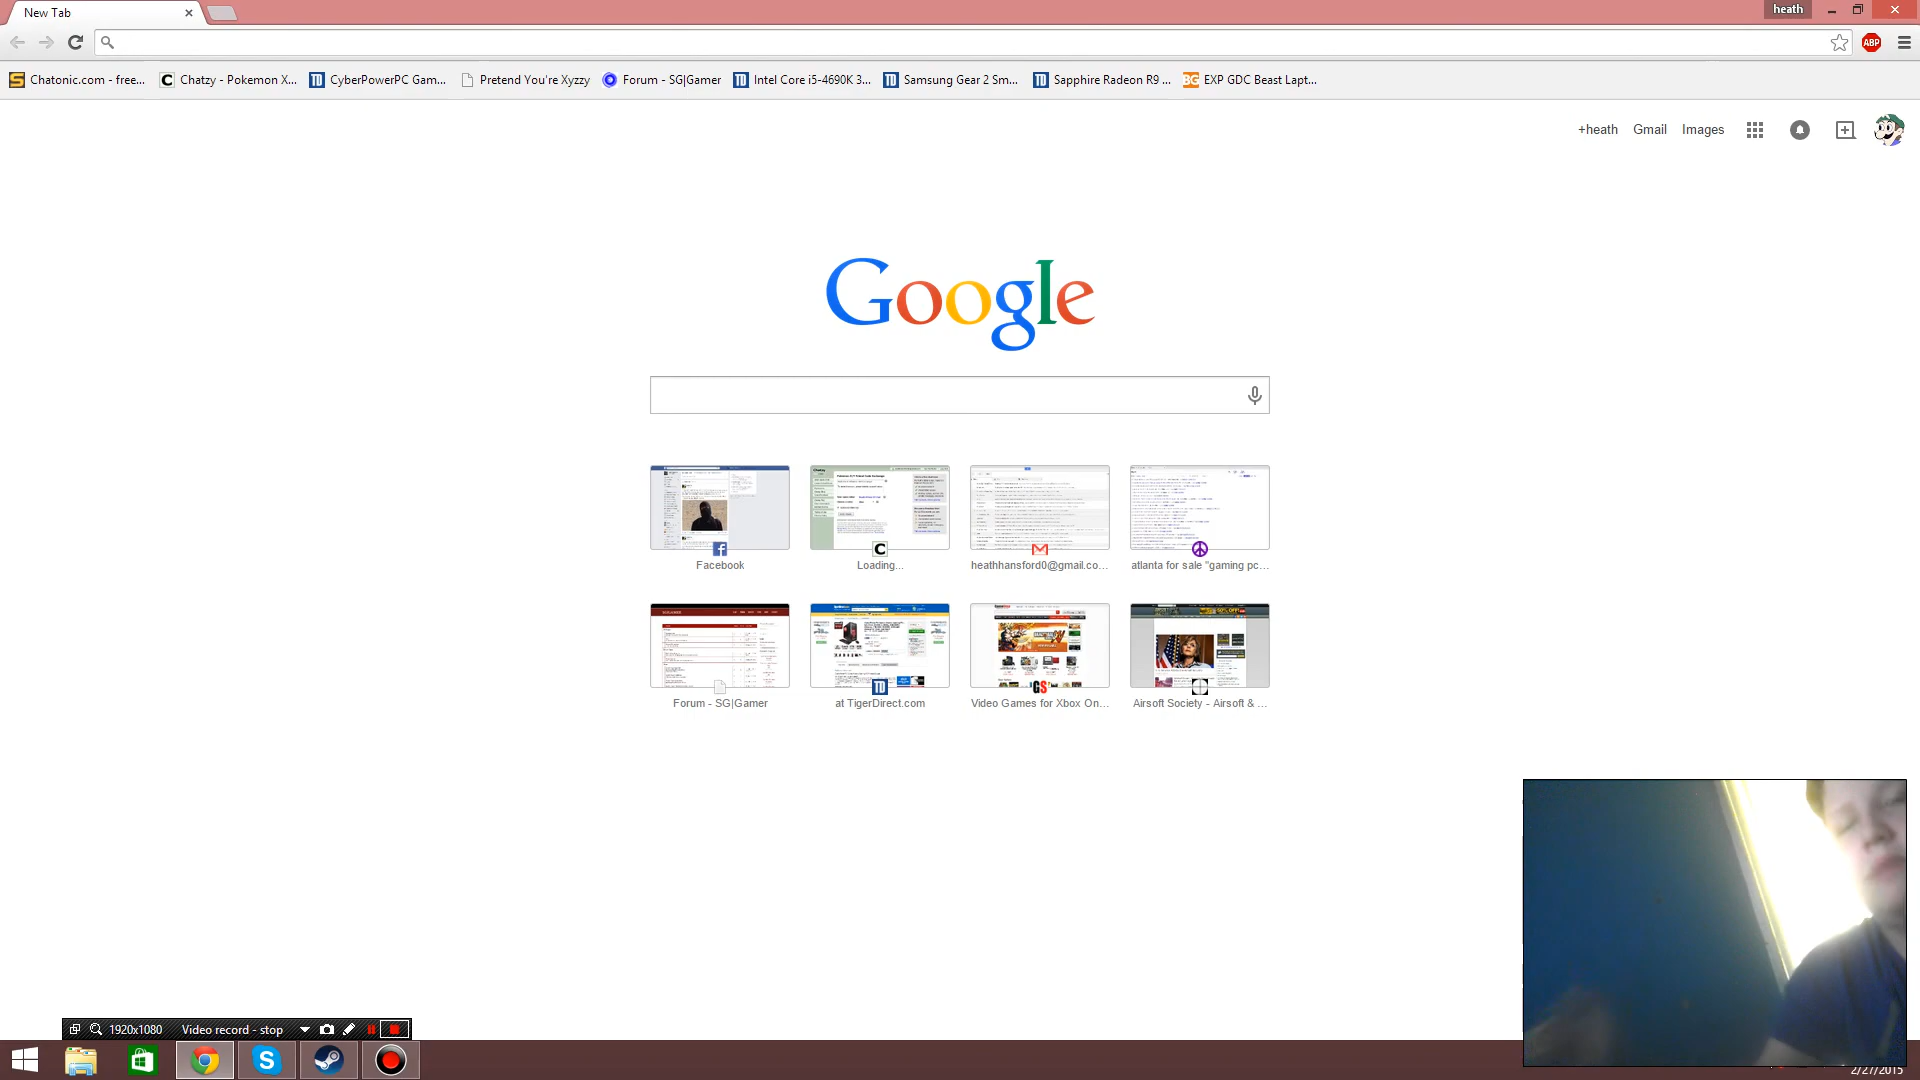 New Tab
heath
ABP
Chatonic.com - free...
Chatzy - Pokemon X...
CyberPowerPC Gam...
Pretend You're Xyzzy
Forum - SG|Gamer
Intel Core i5-4690K 3...
Samsung Gear 2 Sm...
Sapphire Radeon R9 ...
EXP GDC Beast Lapt...
+heath
Gmail
Images
Google
Facebook
Loading...
heathhansford0@gmail.co...
atlanta for sale "gaming pc...
Forum - SG|Gamer
at TigerDirect.com
Video Games for Xbox On...
Airsoft Society - Airsoft & ...
1920x1080
Video record - stop
2/27/2015